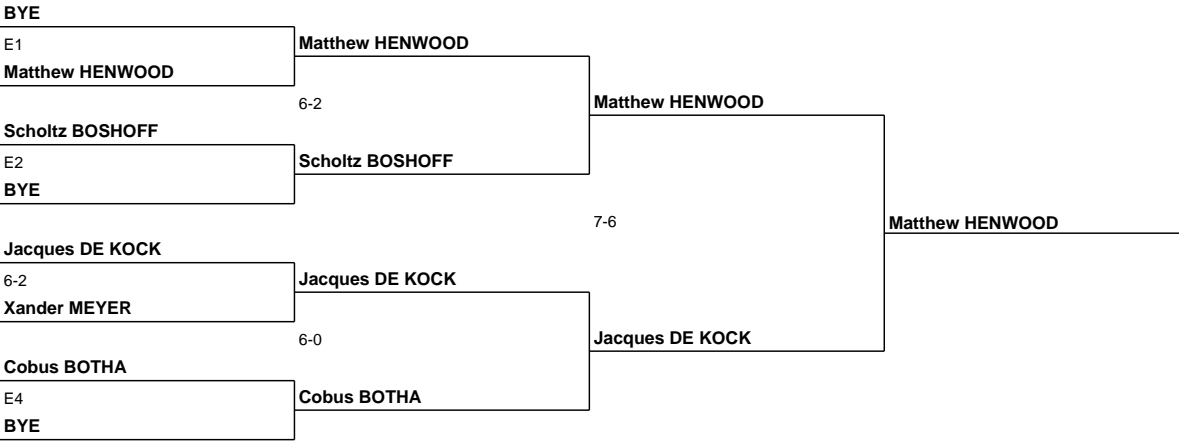 BYE
E1
Matthew HENWOOD
Matthew HENWOOD
6-2
Matthew HENWOOD
Scholtz BOSHOFF
E2
Scholtz BOSHOFF
BYE
7-6
Matthew HENWOOD
Jacques DE KOCK
6-2
Jacques DE KOCK
Xander MEYER
6-0
Jacques DE KOCK
Cobus BOTHA
E4
Cobus BOTHA
BYE